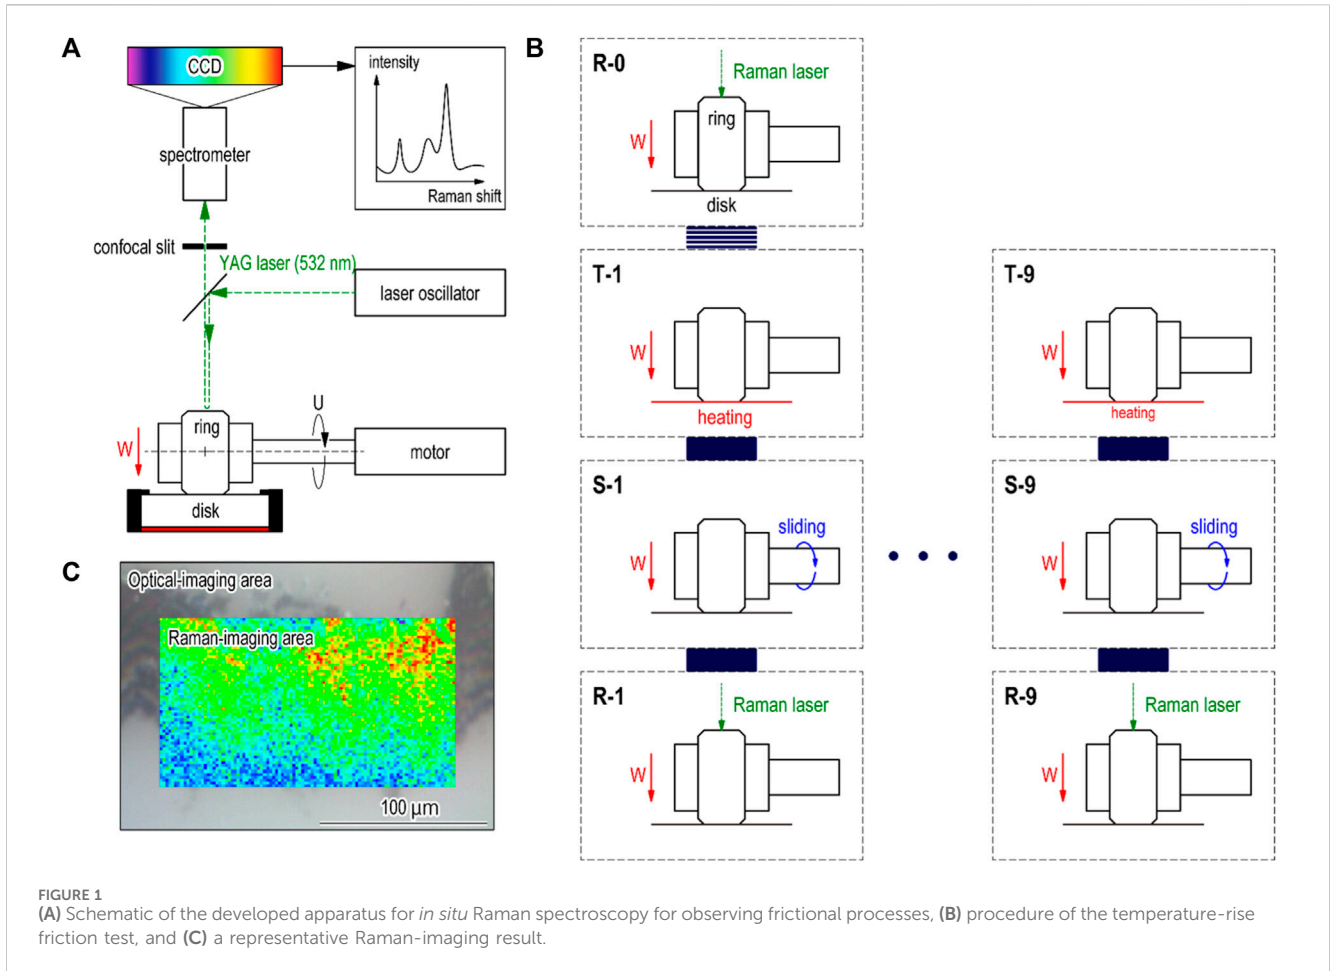 A
CCD
intensity
Raman shift
spectrometer
confocal slit
YAG laser (532 nm)
laser oscillator
U
ring
W
motor
disk
C
Optical-imaging area
Raman-imaging area
100 µm
B
R-0
Raman laser
ring
W
disk
T-1
W
heating
T-9
W
heating
S-1
sliding
W
S-9
sliding
W
R-1
Raman laser
W
R-9
Raman laser
W
FIGURE 1
(A) Schematic of the developed apparatus for in situ Raman spectroscopy for observing frictional processes, (B) procedure of the temperature-rise
friction test, and (C) a representative Raman-imaging result.